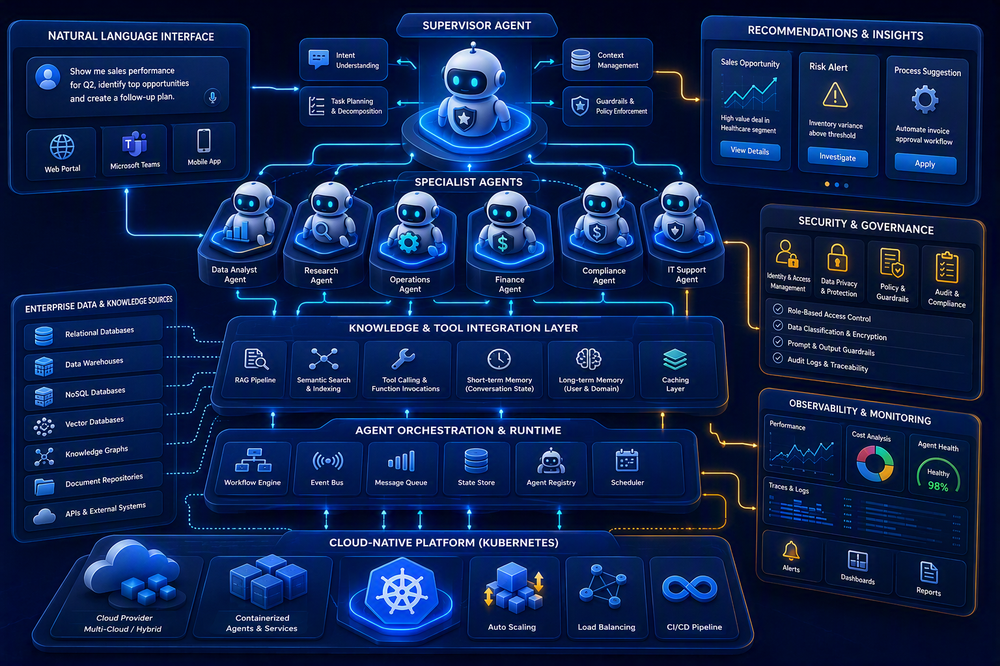 NATURAL LANGUAGE INTERFACE
Show me sales performance
for Q2, identify top opportunities
and create a follow-up plan.
Web Portal
T
Microsoft Teams
Mobile App
SUPERVISOR AGENT
Intent
Understanding
Task Planning
& Decomposition
Context
Management
Guardrails &
Policy Enforcement
RECOMMENDATIONS & INSIGHTS
Sales Opportunity
High value deal in
Healthcare segment
View Details
Risk Alert
Inventory variance
above threshold
Investigate
Process Suggestion
Automate invoice
approval workflow
Apply
SPECIALIST AGENTS
Data Analyst
Agent
Research
Agent
Operations
Agent
$
Finance
Agent
$
Compliance
Agent
IT Support
Agent
SECURITY & GOVERNANCE
Identity & Access
Management
Data Privacy
& Protection
Policy &
Guardrails
Audit &
Compliance
Role-Based Access Control
Data Classification & Encryption
Prompt & Output Guardrails
Audit Logs & Traceability
ENTERPRISE DATA & KNOWLEDGE SOURCES
Relational Databases
Data Warehouses
NoSQL Databases
Vector Databases
Knowledge Graphs
Document Repositories
APIs & External Systems
KNOWLEDGE & TOOL INTEGRATION LAYER
RAG Pipeline
Semantic Search
& Indexing
Tool Calling &
Function Invocations
Short-term Memory
(Conversation State)
Long-term Memory
(User & Domain)
Caching
Layer
AGENT ORCHESTRATION & RUNTIME
Workflow Engine
Event Bus
Message Queue
State Store
Agent Registry
Scheduler
OBSERVABILITY & MONITORING
Performance
Cost Analysis
Agent Health
Healthy
98%
Traces & Logs
Alerts
Dashboards
Reports
CLOUD-NATIVE PLATFORM (KUBERNETES)
Cloud Provider
Multi-Cloud / Hybrid
Containerized
Agents & Services
Auto Scaling
Load Balancing
CI/CD Pipeline